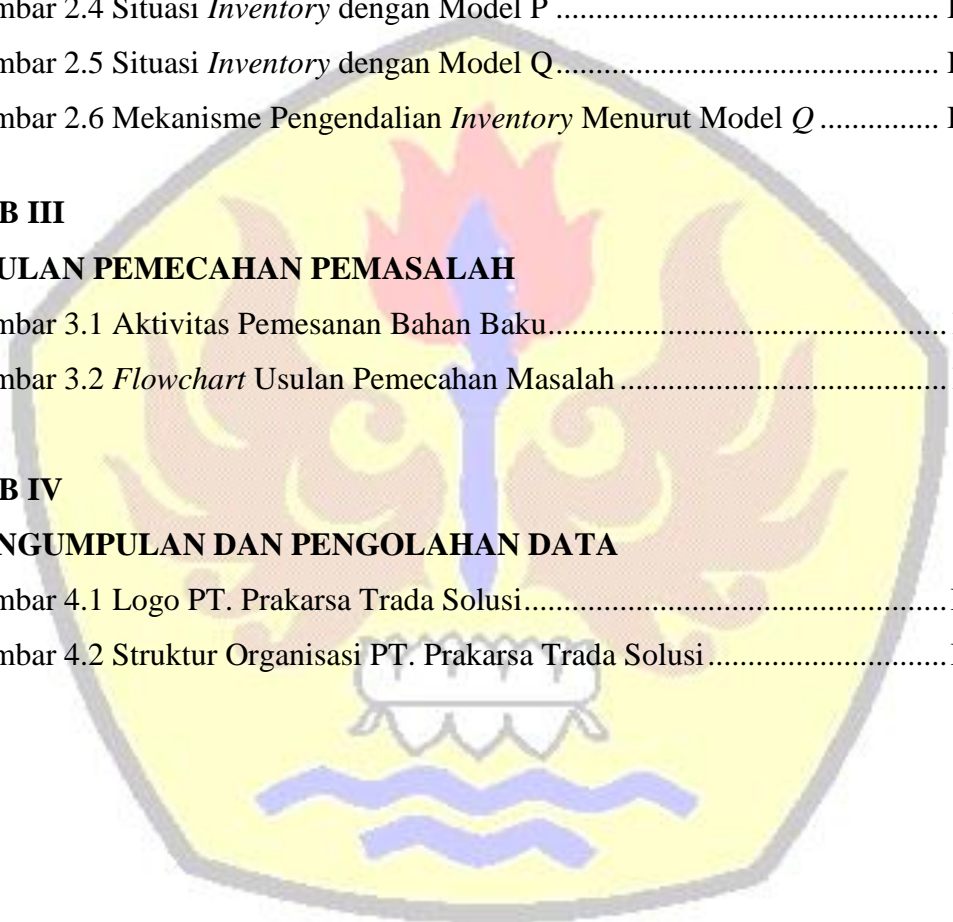 mbar 2.4 Situasi Inventory dengan Model P ................................................
mbar 2.5 Situasi Inventory dengan Model Q................................................
mbar 2.6 Mekanisme Pengendalian Inventory Menurut Model Q ...............
B III
ULAN PEMECAHAN PEMASALAH
mbar 3.1 Aktivitas Pemesanan Bahan Baku..................................................
mbar 3.2 Flowchart Usulan Pemecahan Masalah .........................................
B IV
NGUMPULAN DAN PENGOLAHAN DATA
mbar 4.1 Logo PT. Prakarsa Trada Solusi.....................................................
mbar 4.2 Struktur Organisasi PT. Prakarsa Trada Solusi ..............................